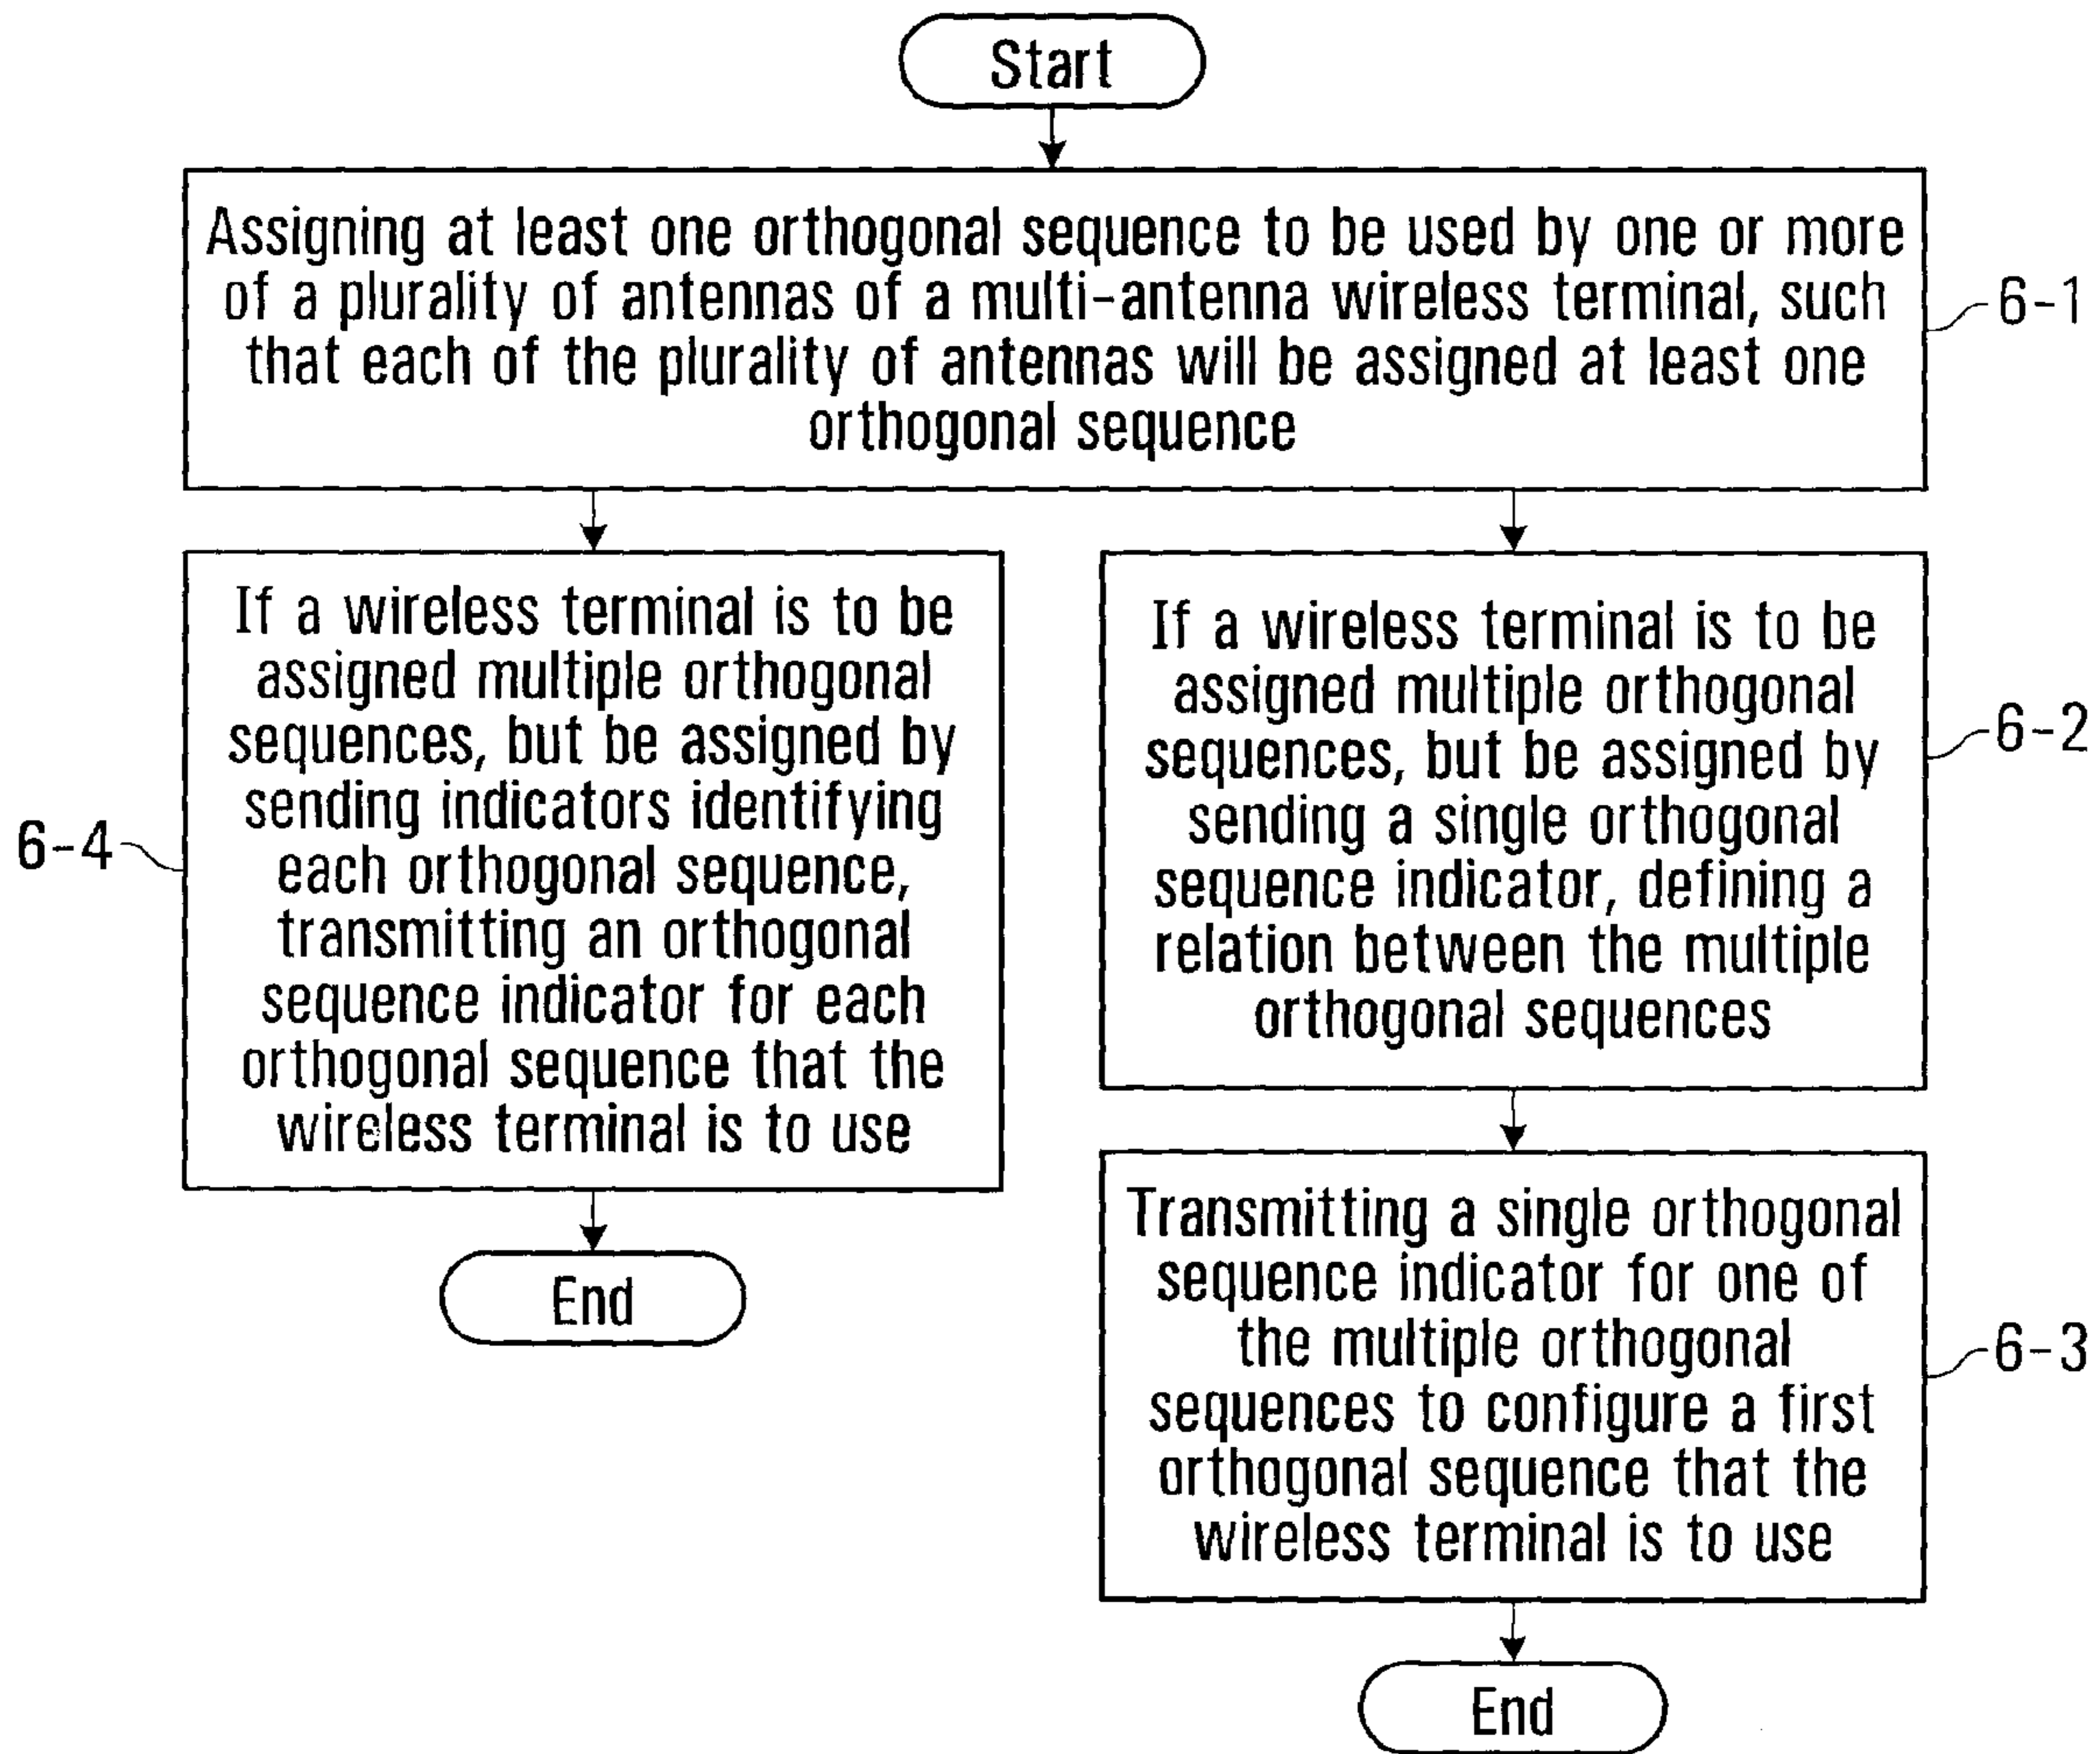 Start
Assigning at least one orthogonal sequence to be used by one or more
of a plurality of antennas of a multi-antenna wireless terminal, such
that each of the plurality of antennas will be assigned at least one
orthogonal sequence
6-1
If a wireless terminal is to be
assigned multiple orthogonal
sequences, but be assigned by
sending indicators identifying
each orthogonal sequence,
transmitting an orthogonal
sequence indicator for each
orthogonal sequence that the
wireless terminal is to use
6-4
End
If a wireless terminal is to be
assigned multiple orthogonal
sequences, but be assigned by
sending a single orthogonal
sequence indicator, defining a
relation between the multiple
orthogonal sequences
6-2
Transmitting a single orthogonal
sequence indicator for one of
the multiple orthogonal
sequences to configure a first
orthogonal sequence that the
wireless terminal is to use
6-3
End